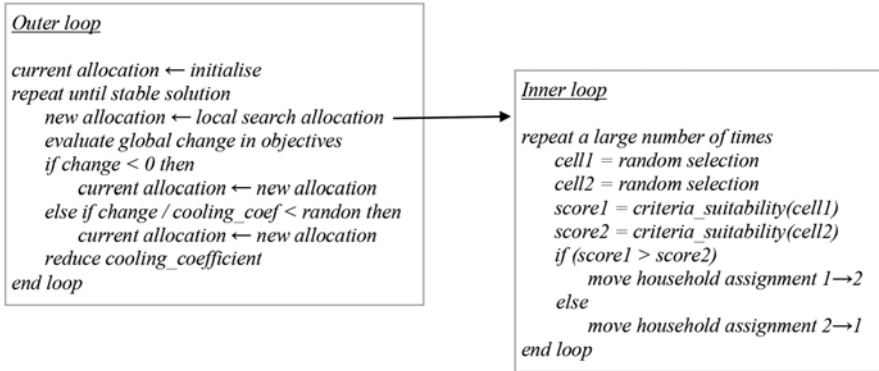 Outer loop
current allocation ← initialise
repeat until stable solution
new allocation ← local search allocation
evaluate global change in objectives
if change < 0 then
current allocation ← new allocation
else if change / cooling_coef < randon then
current allocation ← new allocation
reduce cooling_coefficient
end loop
Inner loop
repeat a large number of times
cell1 = random selection
cell2 = random selection
score1 = criteria_suitability(cell1)
score2 = criteria_suitability(cell2)
if (score1 > score2)
move household assignment 1→2
else
move household assignment 2→1
end loop